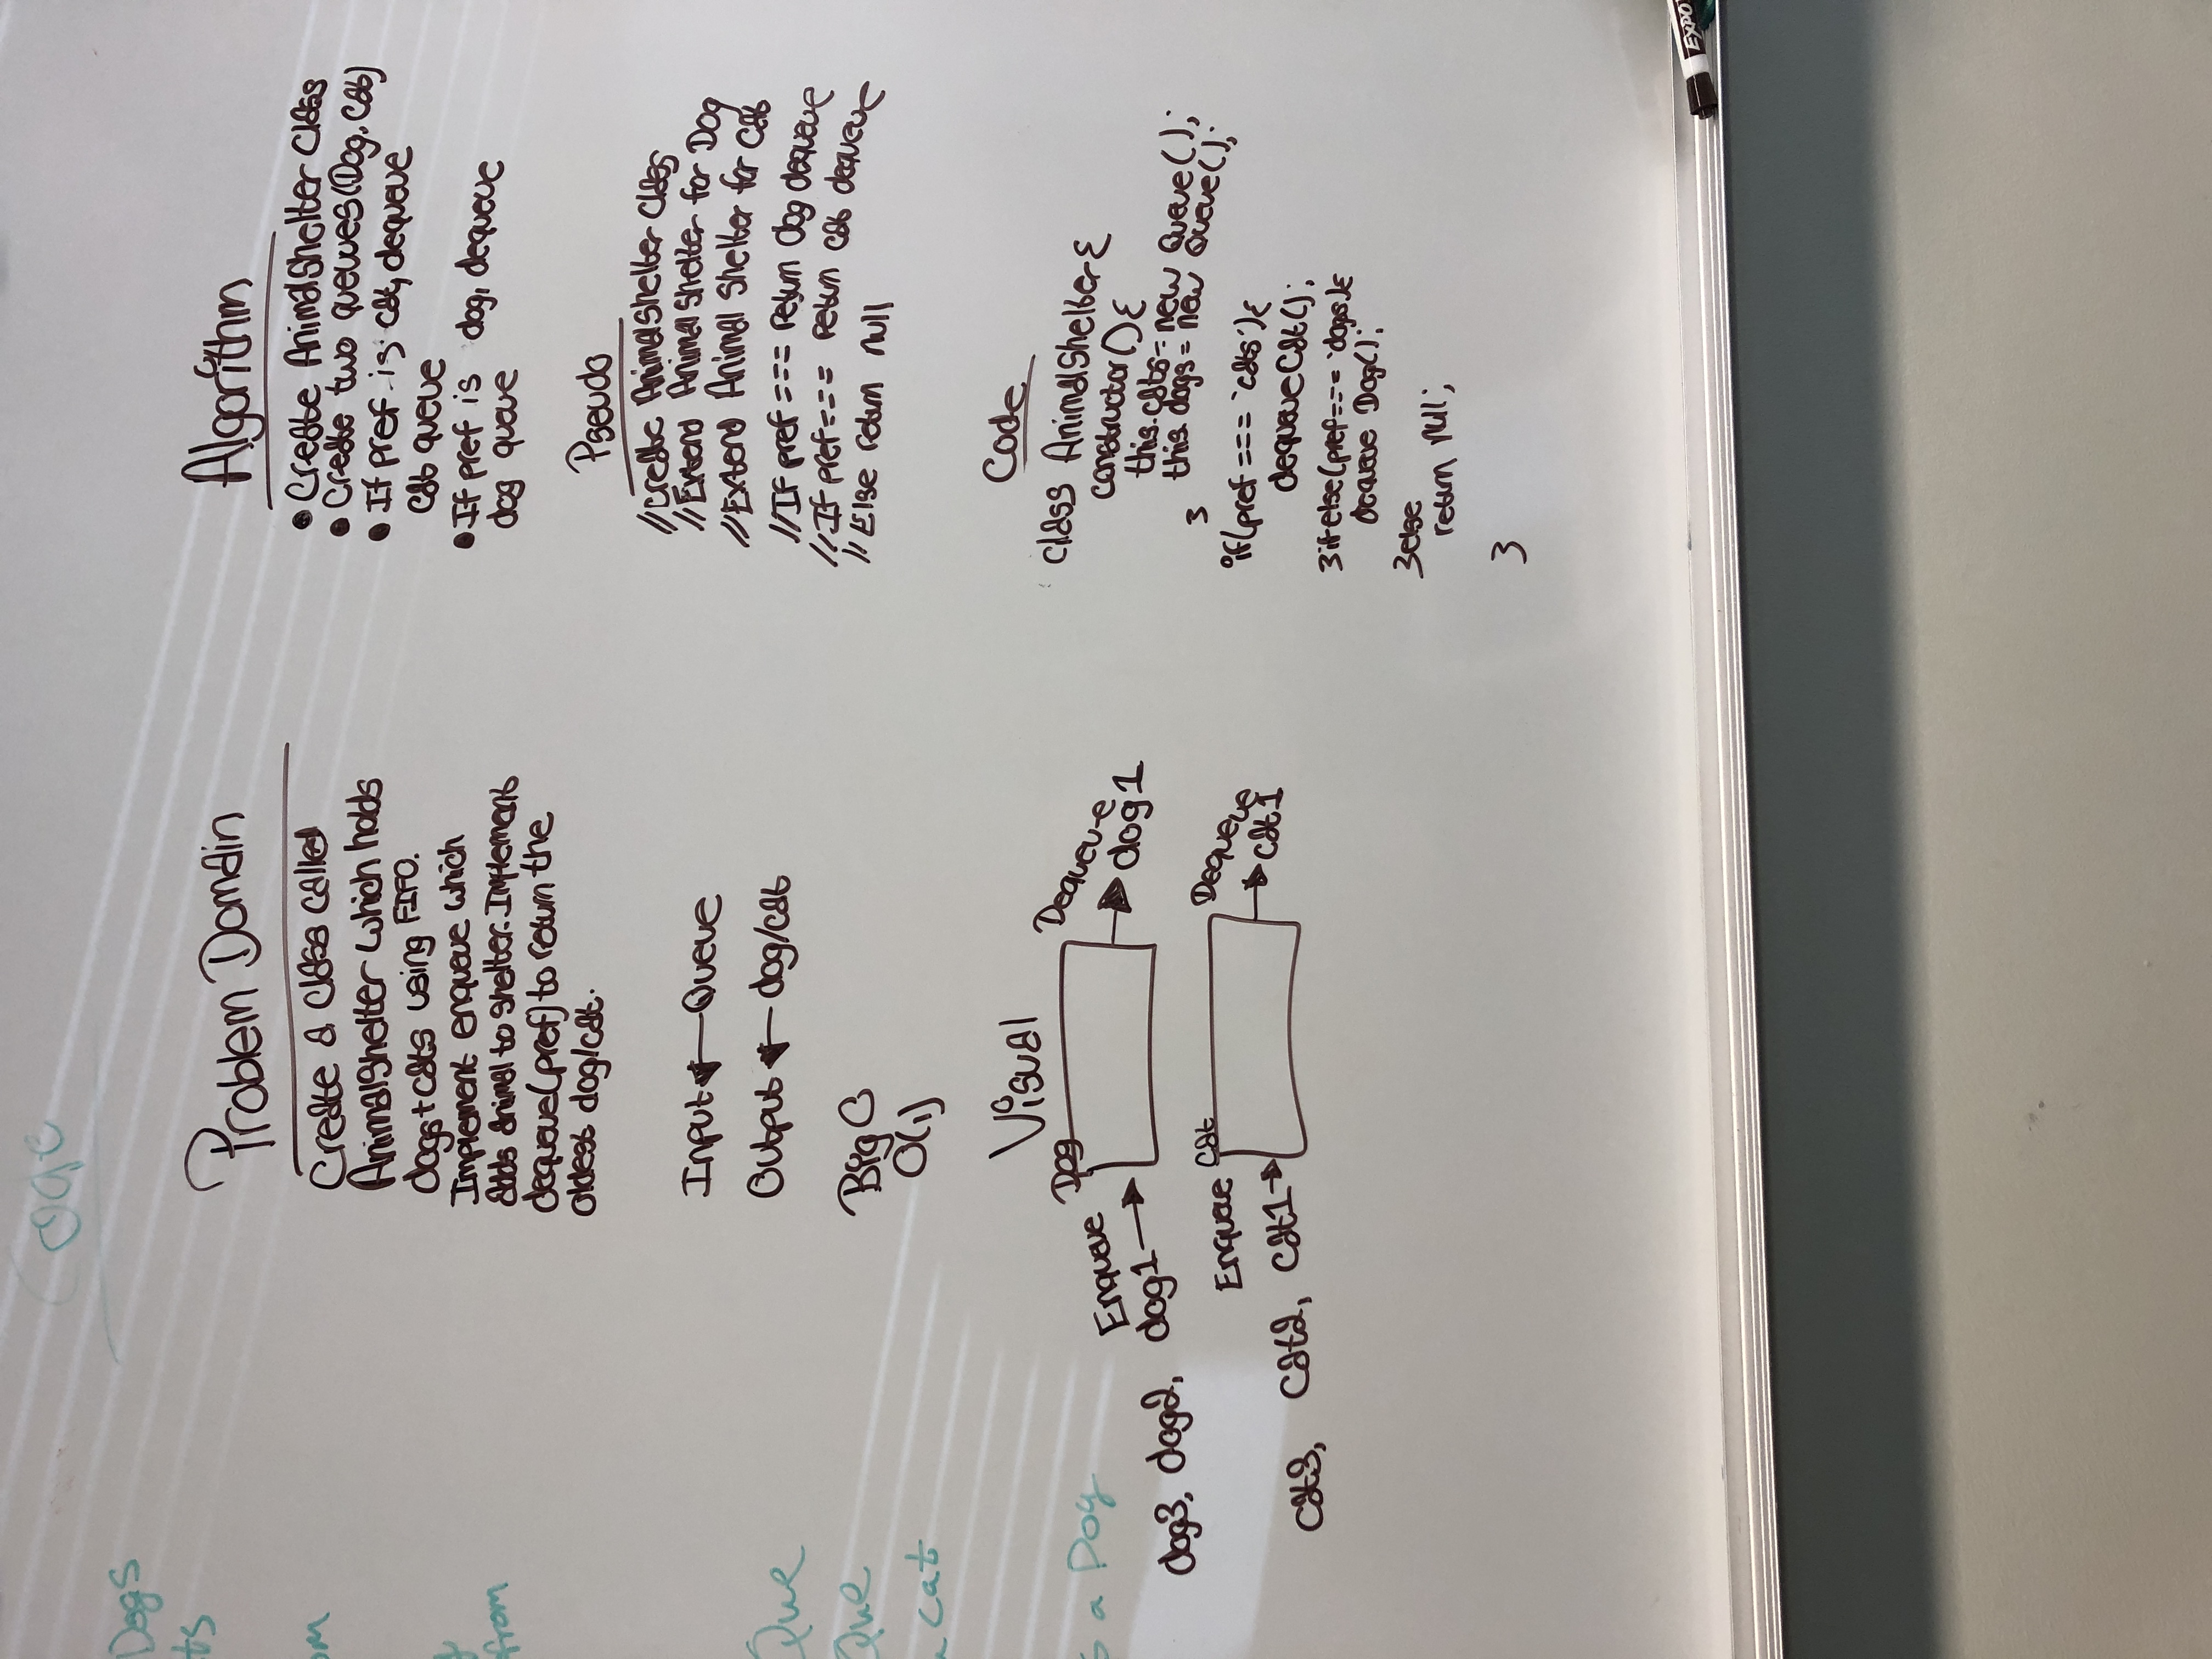 Code
Dogs
ts
om
from
Que
Que
a cat
s a Dog
Problem Domain
Create a class called
AnimalShelter which holds
dogs+cats using FIFO.
Implement enqueue which
adds animal to shelter. Implement
dequeue(pref) to return the
oldest dog/cat.
Input ← Queue
Output ← dog/cat
Big O
O(1)
Visual
Dog
Enqueue
Dequeue
dog3, dog2, dog1 → → dog1
Cat
Enqueue
Dequeue
cat3, cat2, cat1 → → cat1
Algorithm
• Create AnimalShelter Class
• Create two queues(Dog, Cat)
• If pref is cat, dequeue
cat queue
• If pref is dog, dequeue
dog queue
Pseudo
//create AnimalShelter Class
//Extend Animal Shelter for Dog
//Extend Animal Shelter for Cat
//If pref === return dog dequeue
//If pref=== return cat dequeue
// Else return null
Code
class AnimalShelter{
constructor(){
this.cats= new Queue();
this.dogs= new Queue();
}
if(pref === `cats'){
dequeueCat();
}if else(pref=== `dogs){
dequeue Dog();
}else
return null;
}
EXPO